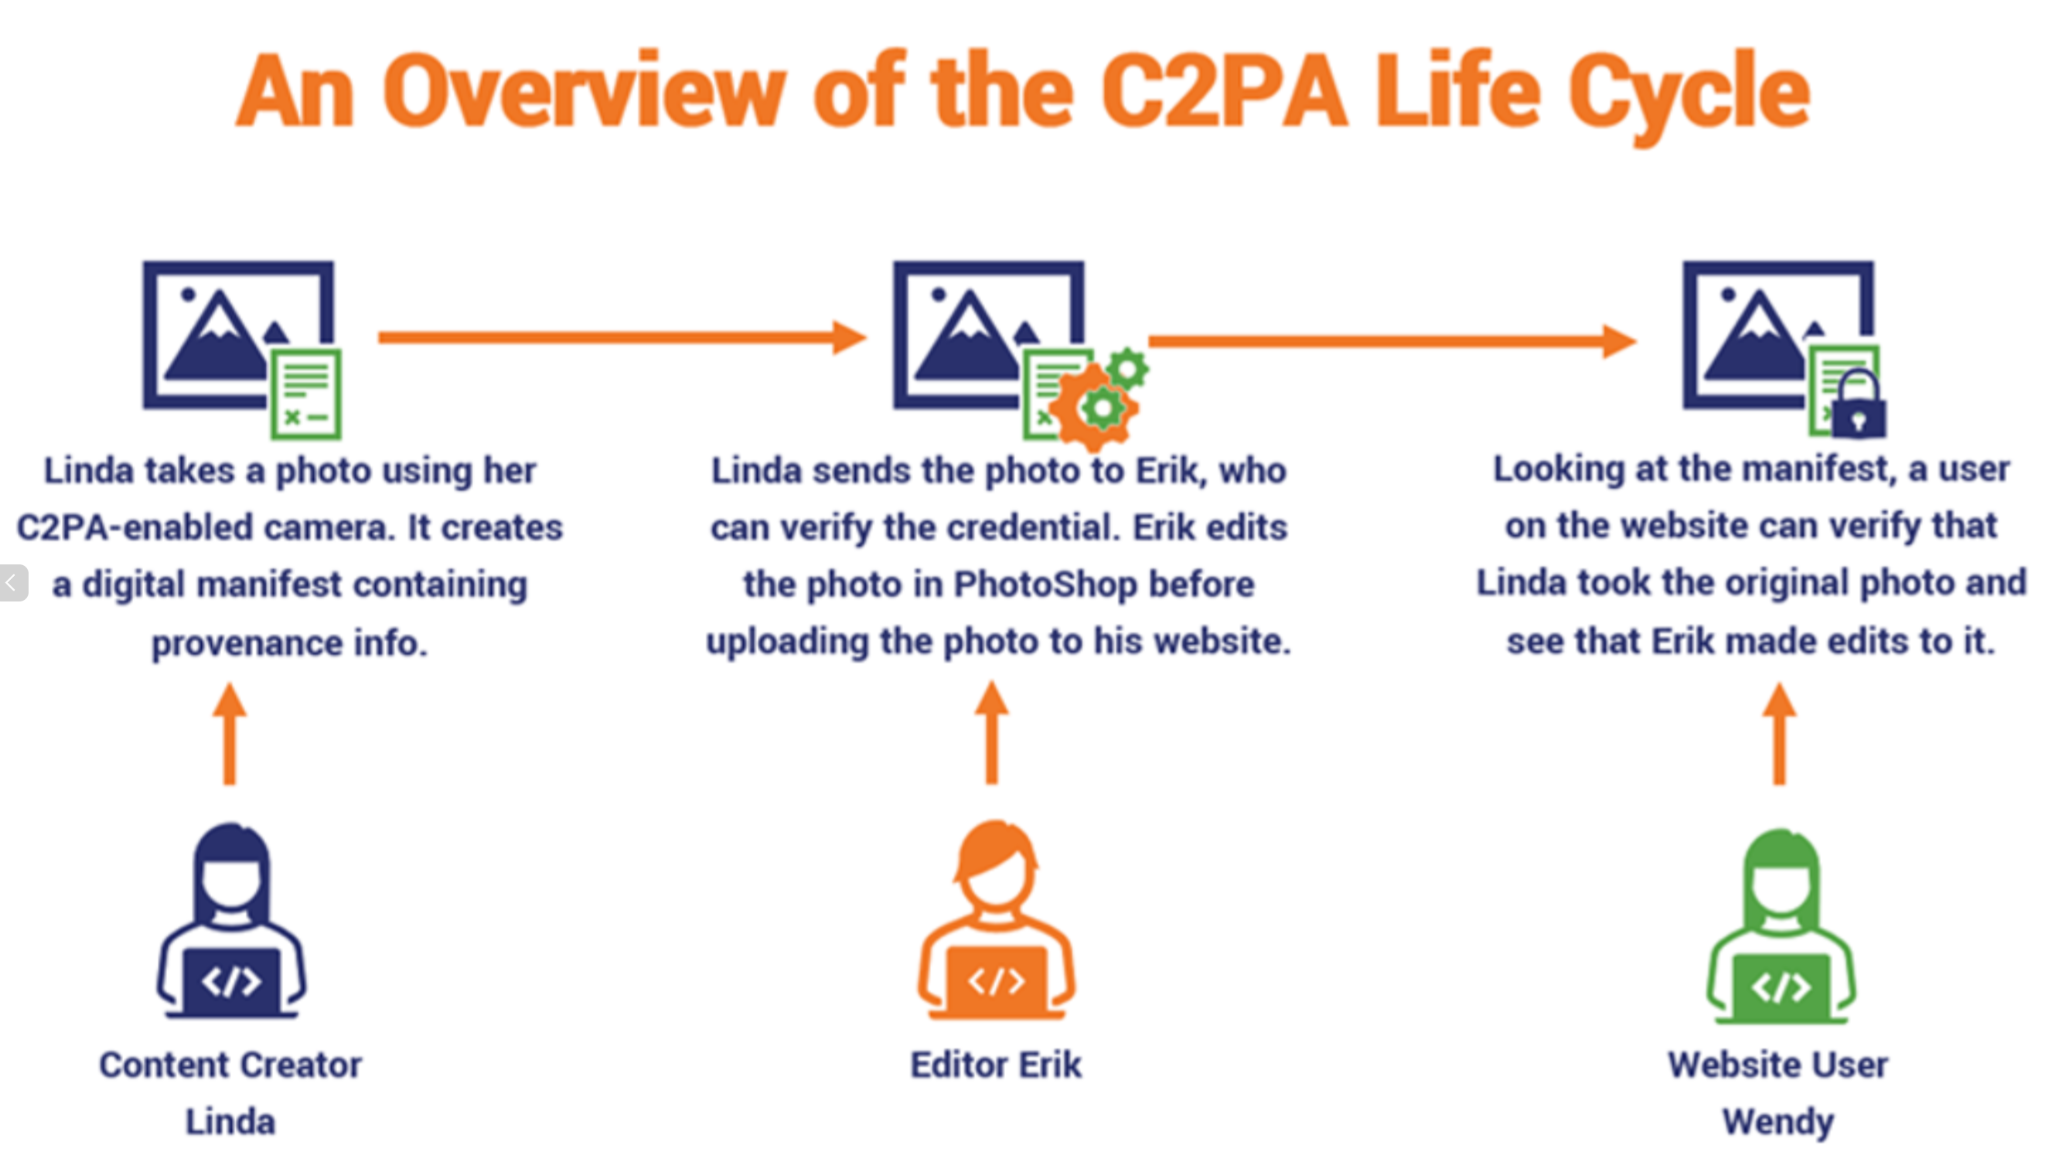 An Overview of the C2PA Life Cycle
Linda takes a photo using her
C2PA-enabled camera. It creates
a digital manifest containing
provenance info.
Linda sends the photo to Erik, who
can verify the credential. Erik edits
the photo in PhotoShop before
uploading the photo to his website.
Looking at the manifest, a user
on the website can verify that
Linda took the original photo and
see that Erik made edits to it.
</>
</>
</>
Content Creator
Linda
Editor Erik
Website User
Wendy